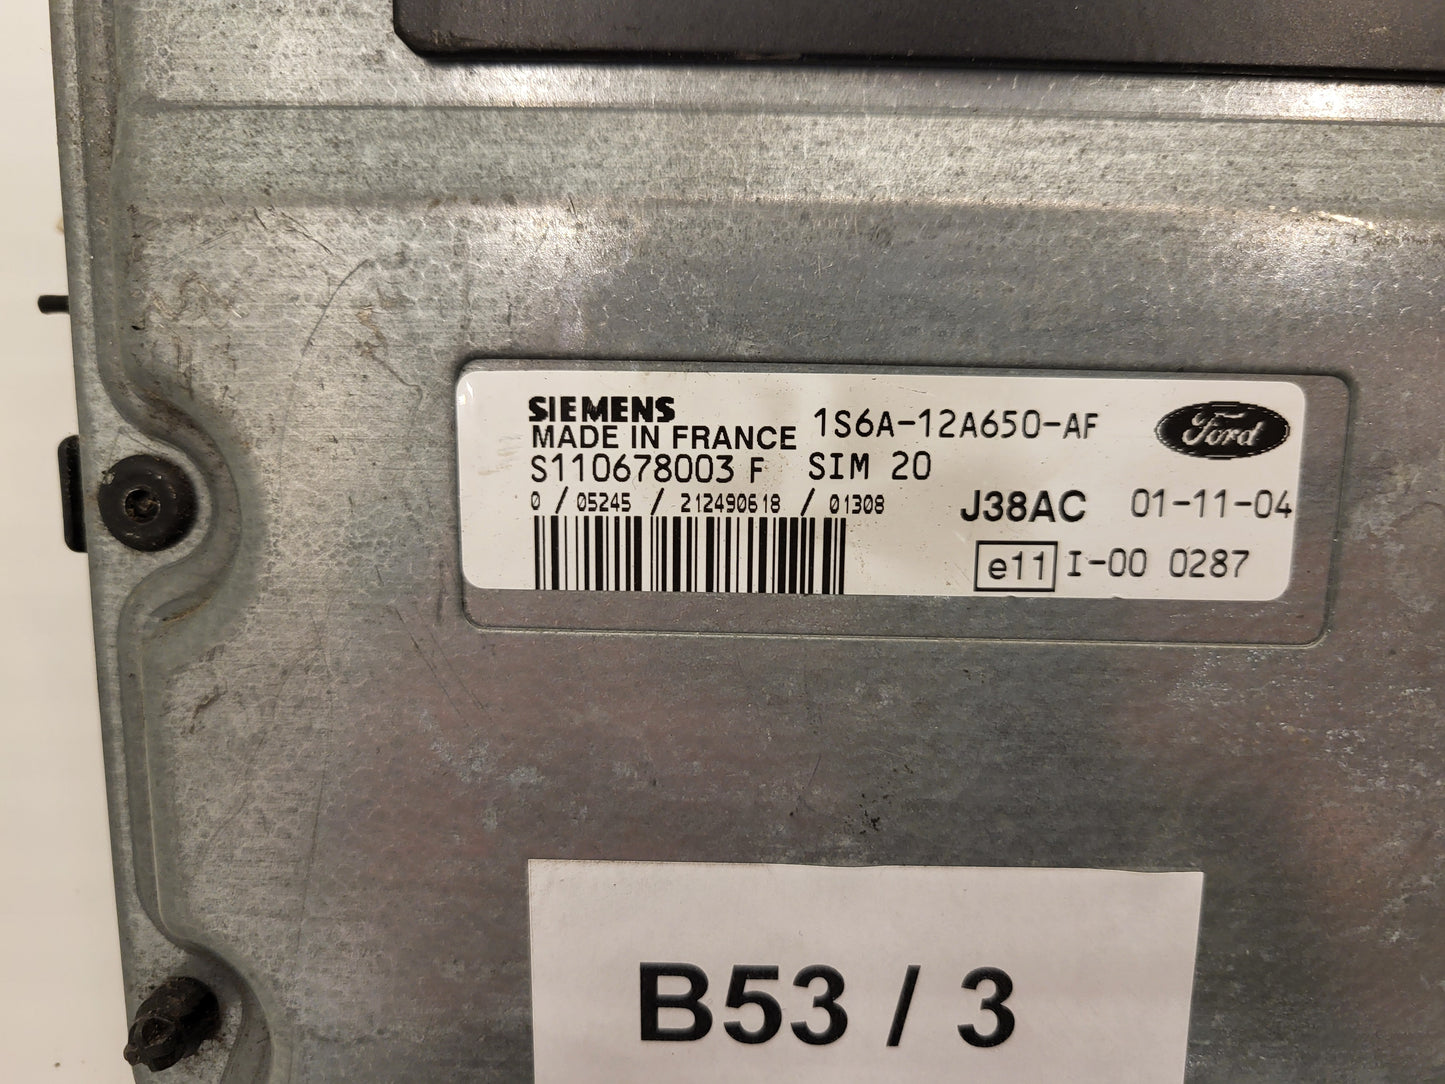 SIEMENS
MADE IN FRANCE
1S6A-12A650-AF
Ford
S110678003 F SIM 20
0 / 05245 / 212490618 / 01308
J38AC 01-11-04
e11 I-00 0287
B53 / 3